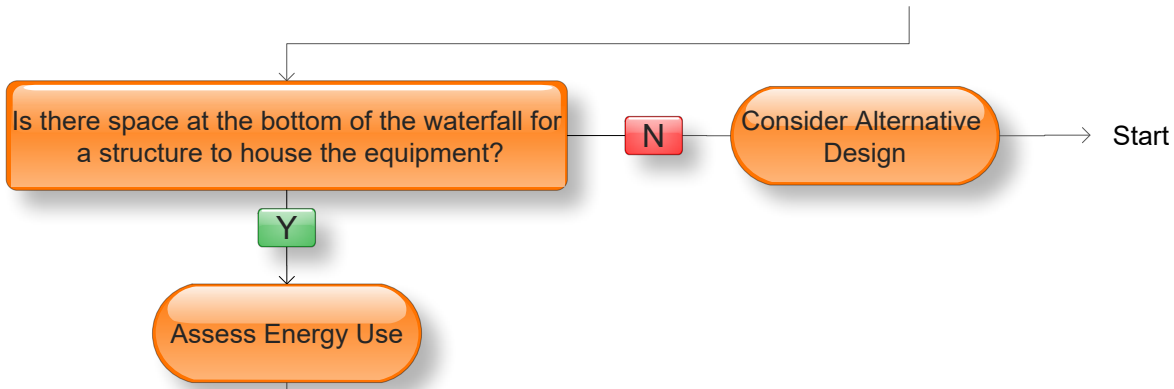 Is there space at the bottom of the waterfall for
a structure to house the equipment?
N
Consider Alternative
Design
Start
Y
Assess Energy Use